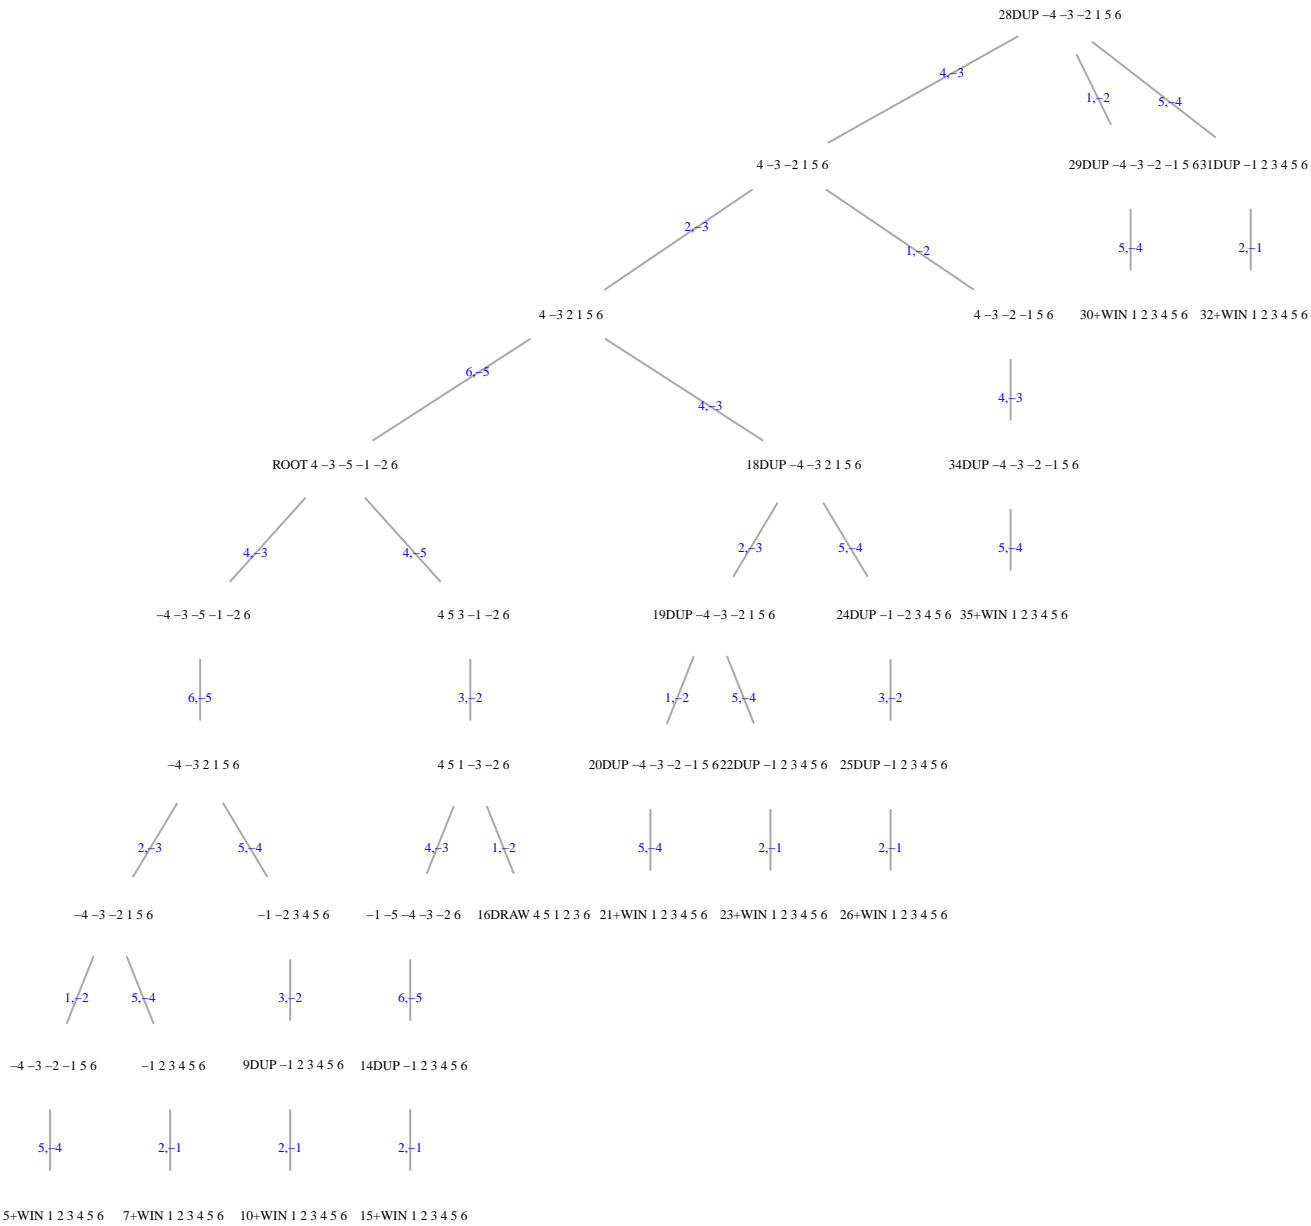 28DUP −4 −3 −2 1 5 6
4,−3
1,−2
5,−4
4 −3 −2 1 5 6
29DUP −4 −3 −2 −1 5 6
31DUP −1 2 3 4 5 6
2,−3
1,−2
5,−4
2,−1
4 −3 2 1 5 6
4 −3 −2 −1 5 6
30+WIN 1 2 3 4 5 6
32+WIN 1 2 3 4 5 6
6,−5
4,−3
4,−3
ROOT 4 −3 −5 −1 −2 6
18DUP −4 −3 2 1 5 6
34DUP −4 −3 −2 −1 5 6
4,−3
4,−5
2,−3
5,−4
5,−4
−4 −3 −5 −1 −2 6
4 5 3 −1 −2 6
19DUP −4 −3 −2 1 5 6
24DUP −1 −2 3 4 5 6
35+WIN 1 2 3 4 5 6
6,−5
3,−2
1,−2
5,−4
3,−2
−4 −3 2 1 5 6
4 5 1 −3 −2 6
20DUP −4 −3 −2 −1 5 6
22DUP −1 2 3 4 5 6
25DUP −1 2 3 4 5 6
2,−3
5,−4
4,−3
1,−2
5,−4
2,−1
2,−1
−4 −3 −2 1 5 6
−1 −2 3 4 5 6
−1 −5 −4 −3 −2 6
16DRAW 4 5 1 2 3 6
21+WIN 1 2 3 4 5 6
23+WIN 1 2 3 4 5 6
26+WIN 1 2 3 4 5 6
1,−2
5,−4
3,−2
6,−5
−4 −3 −2 −1 5 6
−1 2 3 4 5 6
9DUP −1 2 3 4 5 6
14DUP −1 2 3 4 5 6
5,−4
2,−1
2,−1
2,−1
5+WIN 1 2 3 4 5 6
7+WIN 1 2 3 4 5 6
10+WIN 1 2 3 4 5 6
15+WIN 1 2 3 4 5 6